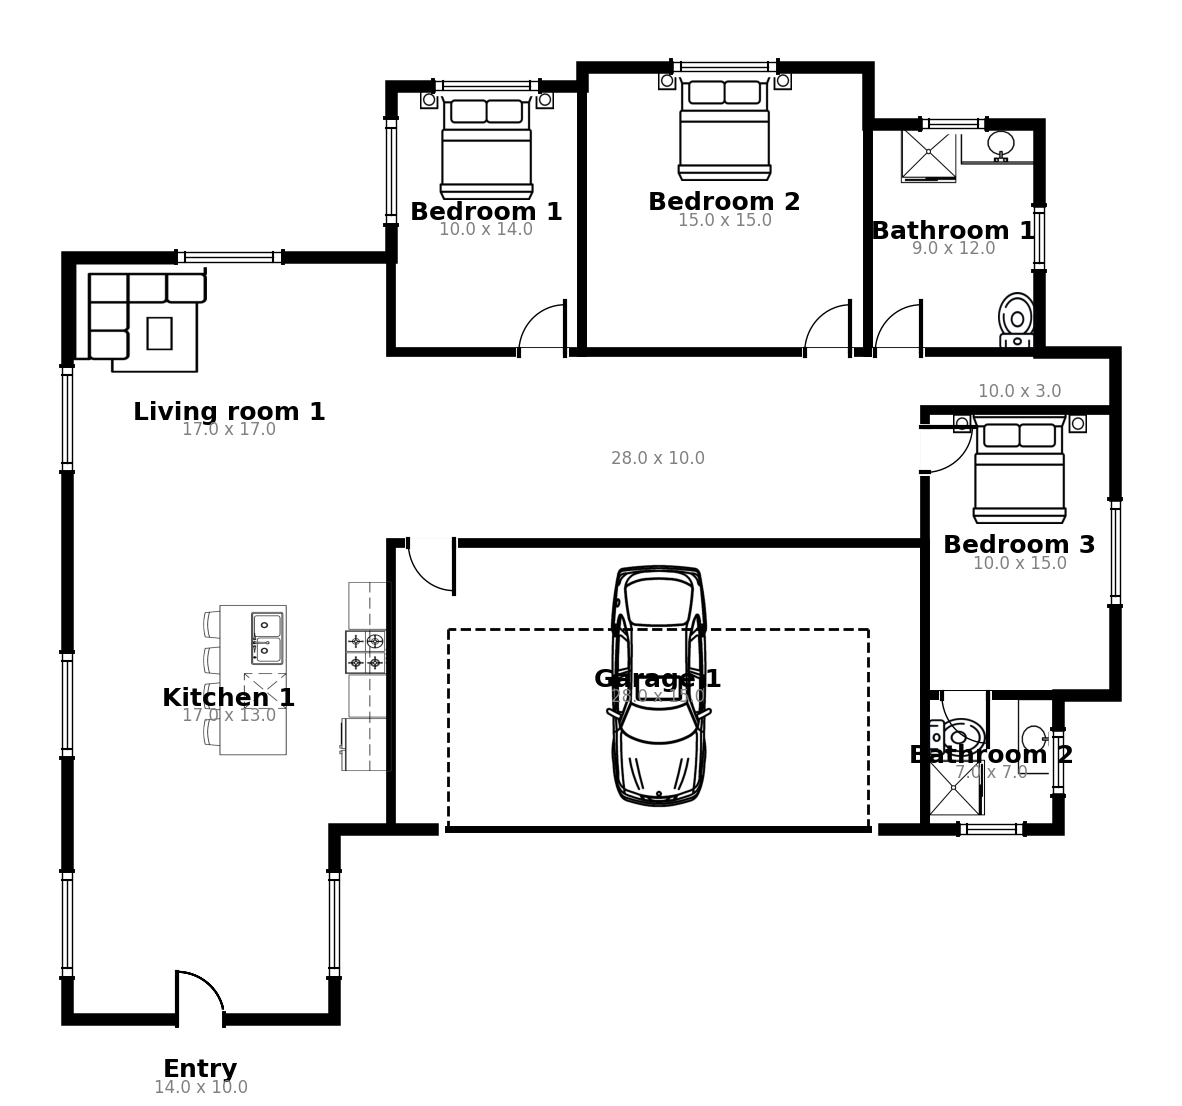 Bedroom 1
10.0 x 14.0
Bedroom 2
15.0 x 15.0
Bathroom 1
9.0 x 12.0
Living room 1
17.0 x 17.0
10.0 x 3.0
28.0 x 10.0
Bedroom 3
10.0 x 15.0
Kitchen 1
17.0 x 13.0
Garage 1
28.0 x 15.0
Bathroom 2
7.0 x 7.0
Entry
14.0 x 10.0